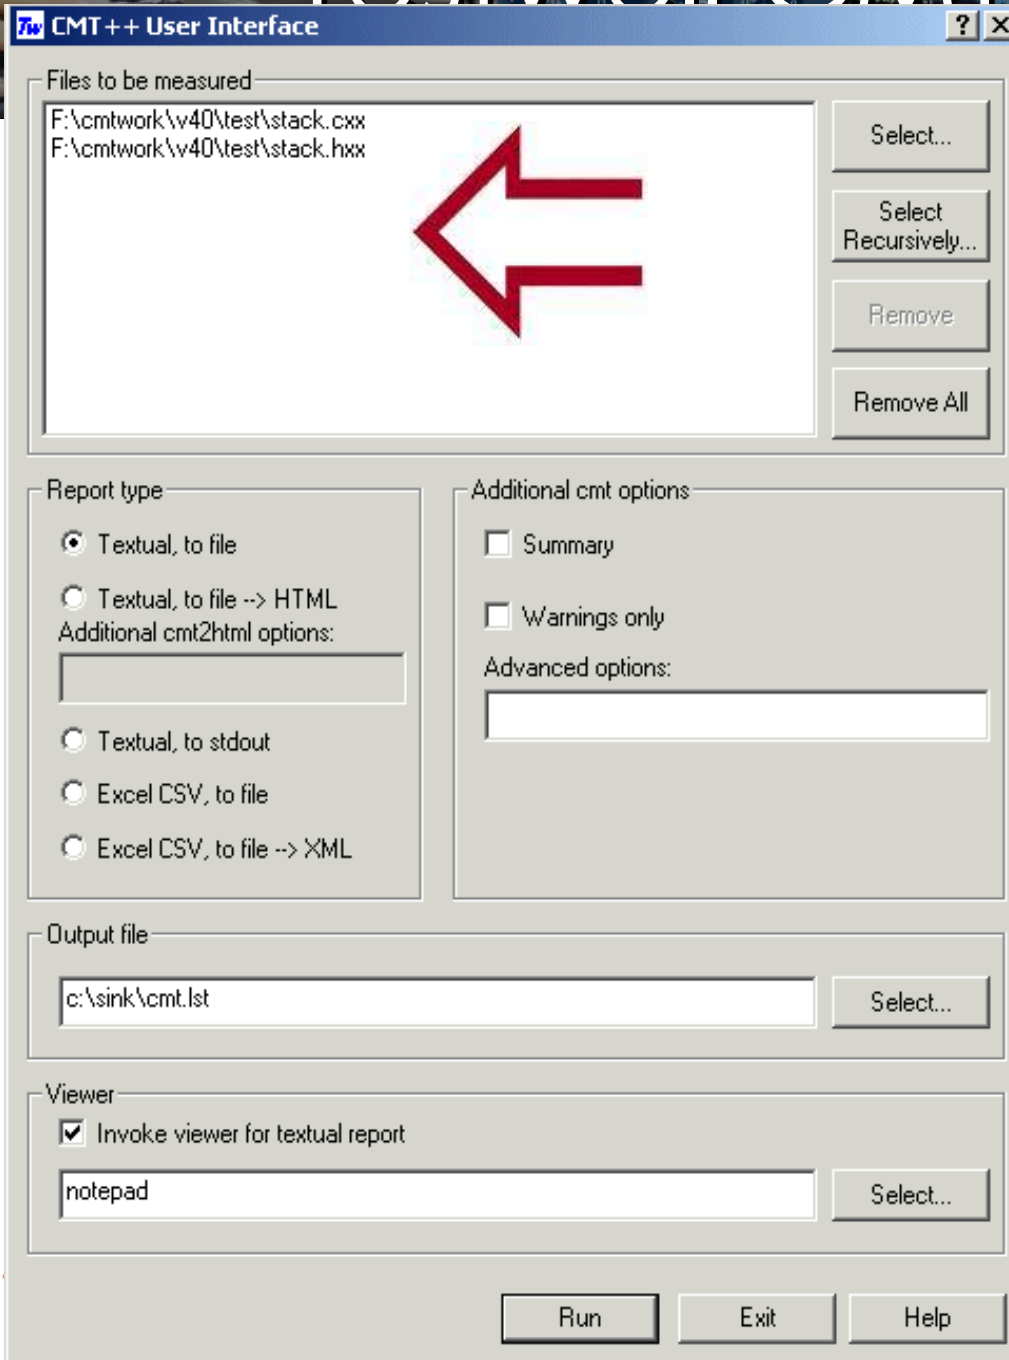 CMT++ User Interface
Files to be measured
F:\cmtwork\v40\test\stack.cxx
F:\cmtwork\v40\test\stack.hxx
Select...
Select
Recursively...
Remove
Remove All
Report type
Textual, to file
Textual, to file --> HTML
Additional cmt2html options:
Textual, to stdout
Excel CSV, to file
Excel CSV, to file --> XML
Additional cmt options
Summary
Warnings only
Advanced options:
Output file
c:\sink\cmt.lst
Select...
Viewer
Invoke viewer for textual report
notepad
Select...
Run
Exit
Help